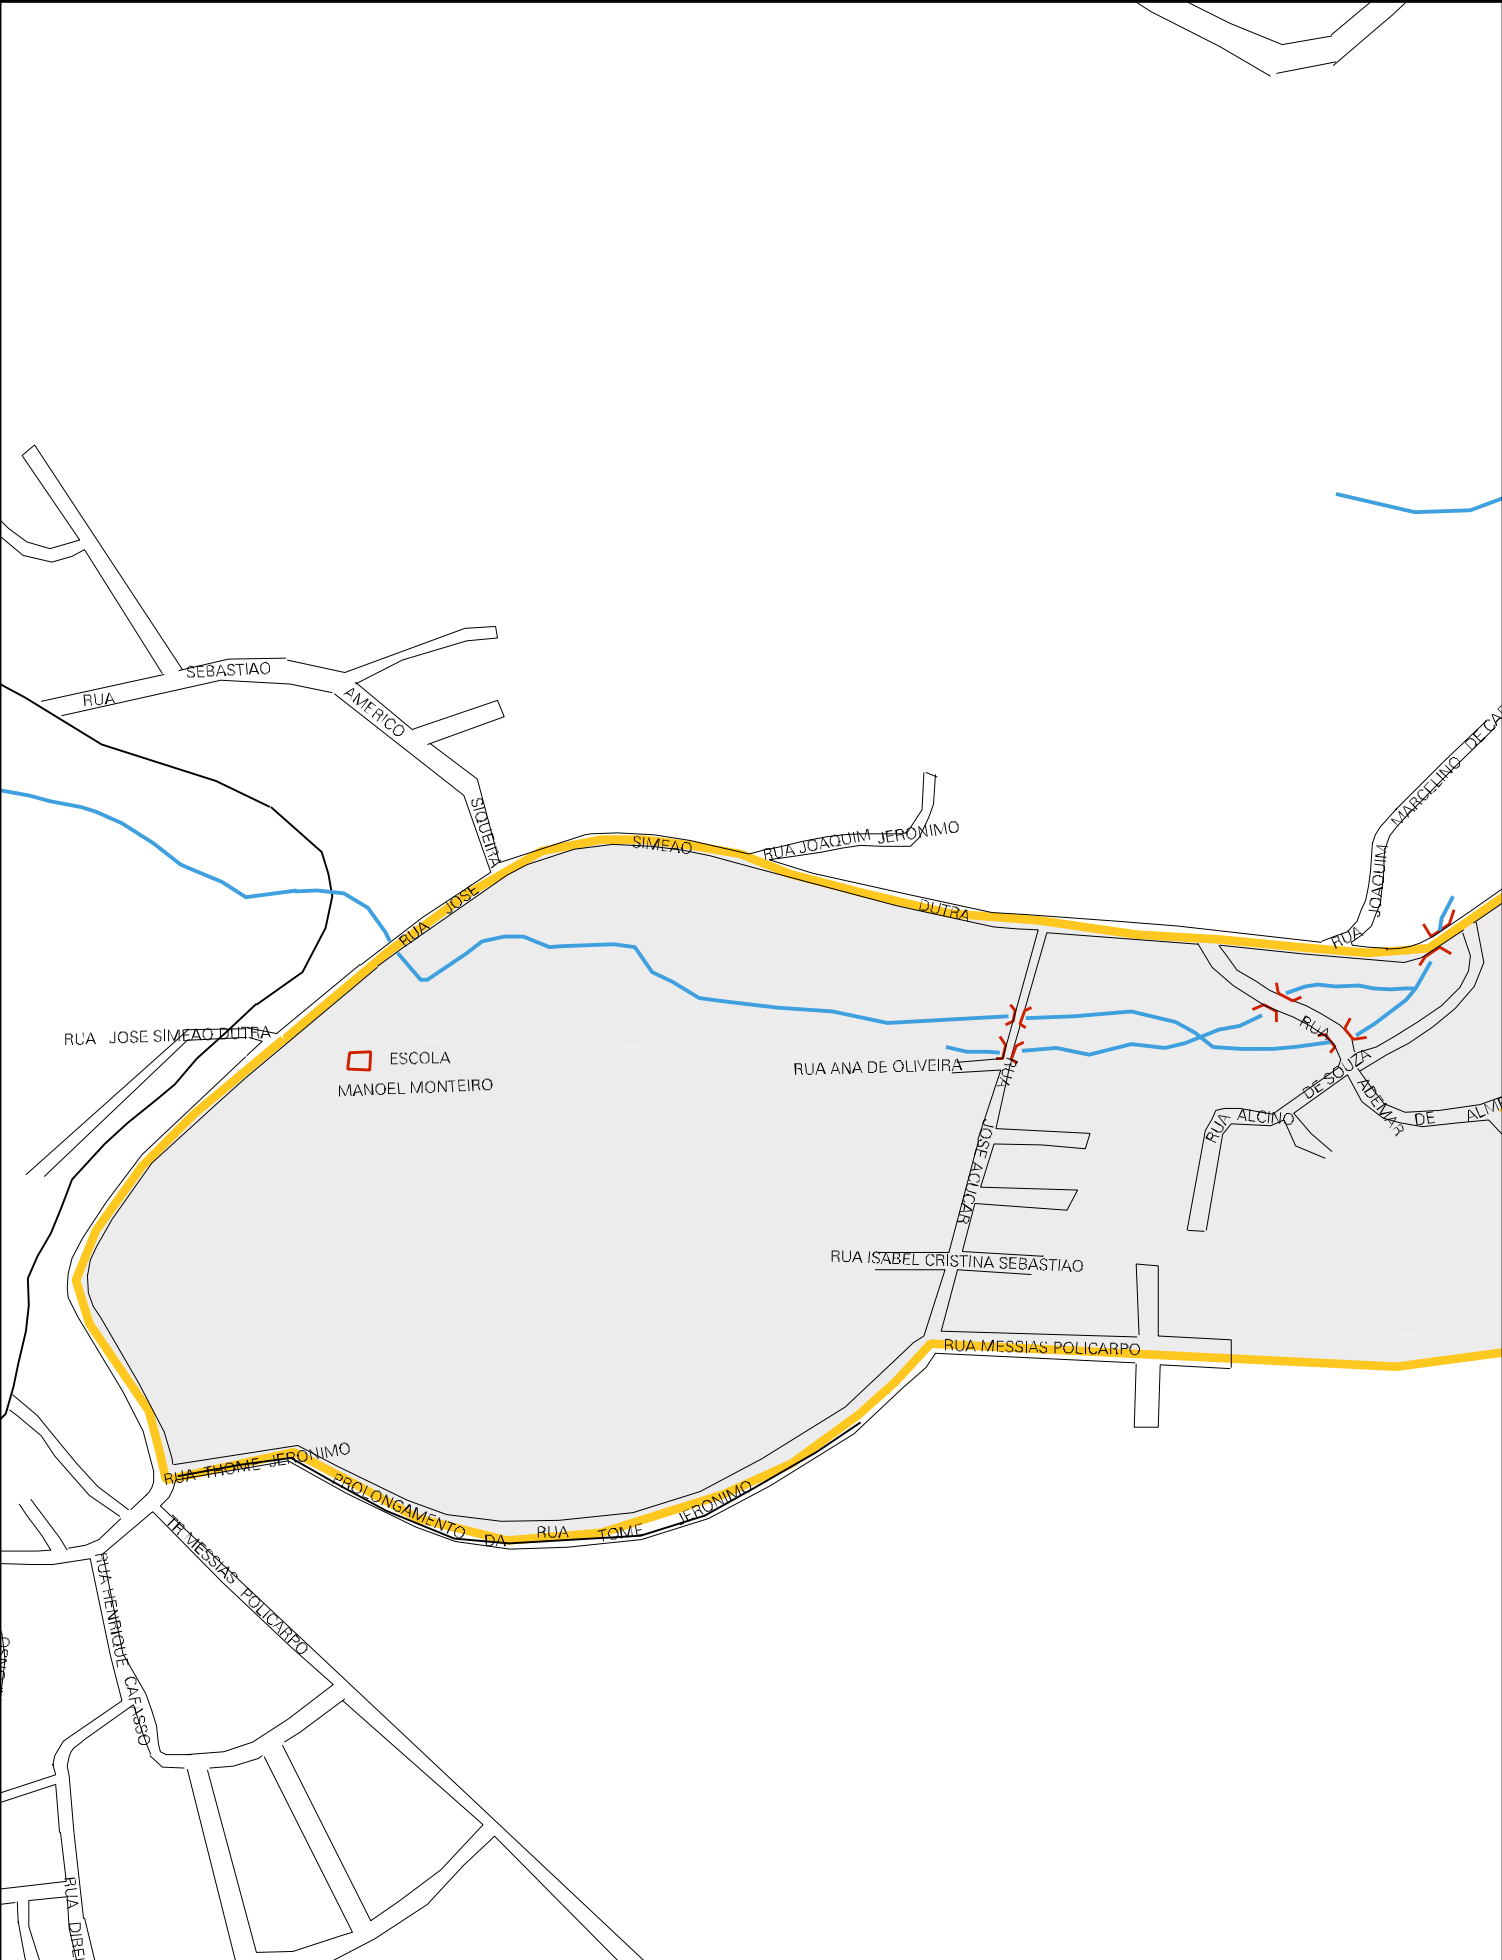 RUA SEBASTIAO AMERICO SIQUEIRA
RUA JOSE SIMEAO DUTRA
RUA JOAQUIM JERONIMO
RUA JOAQUIM MARCELINO DE
RUA JOSE SIMEAO DUTRA
ESCOLA
MANOEL MONTEIRO
RUA ANA DE OLIVEIRA
RUA JOSE ACUCAR
RUA ADEMAR DE
RUA ALCINO DE SOUZA
RUA ISABEL CRISTINA SEBASTIAO
RUA MESSIAS POLICARPO
RUA THOME JERONIMO
PROLONGAMENTO DA RUA TOME JERONIMO
TR MESSIAS POLICARPO
RUA HENRIQUE CAFASSO
RUA